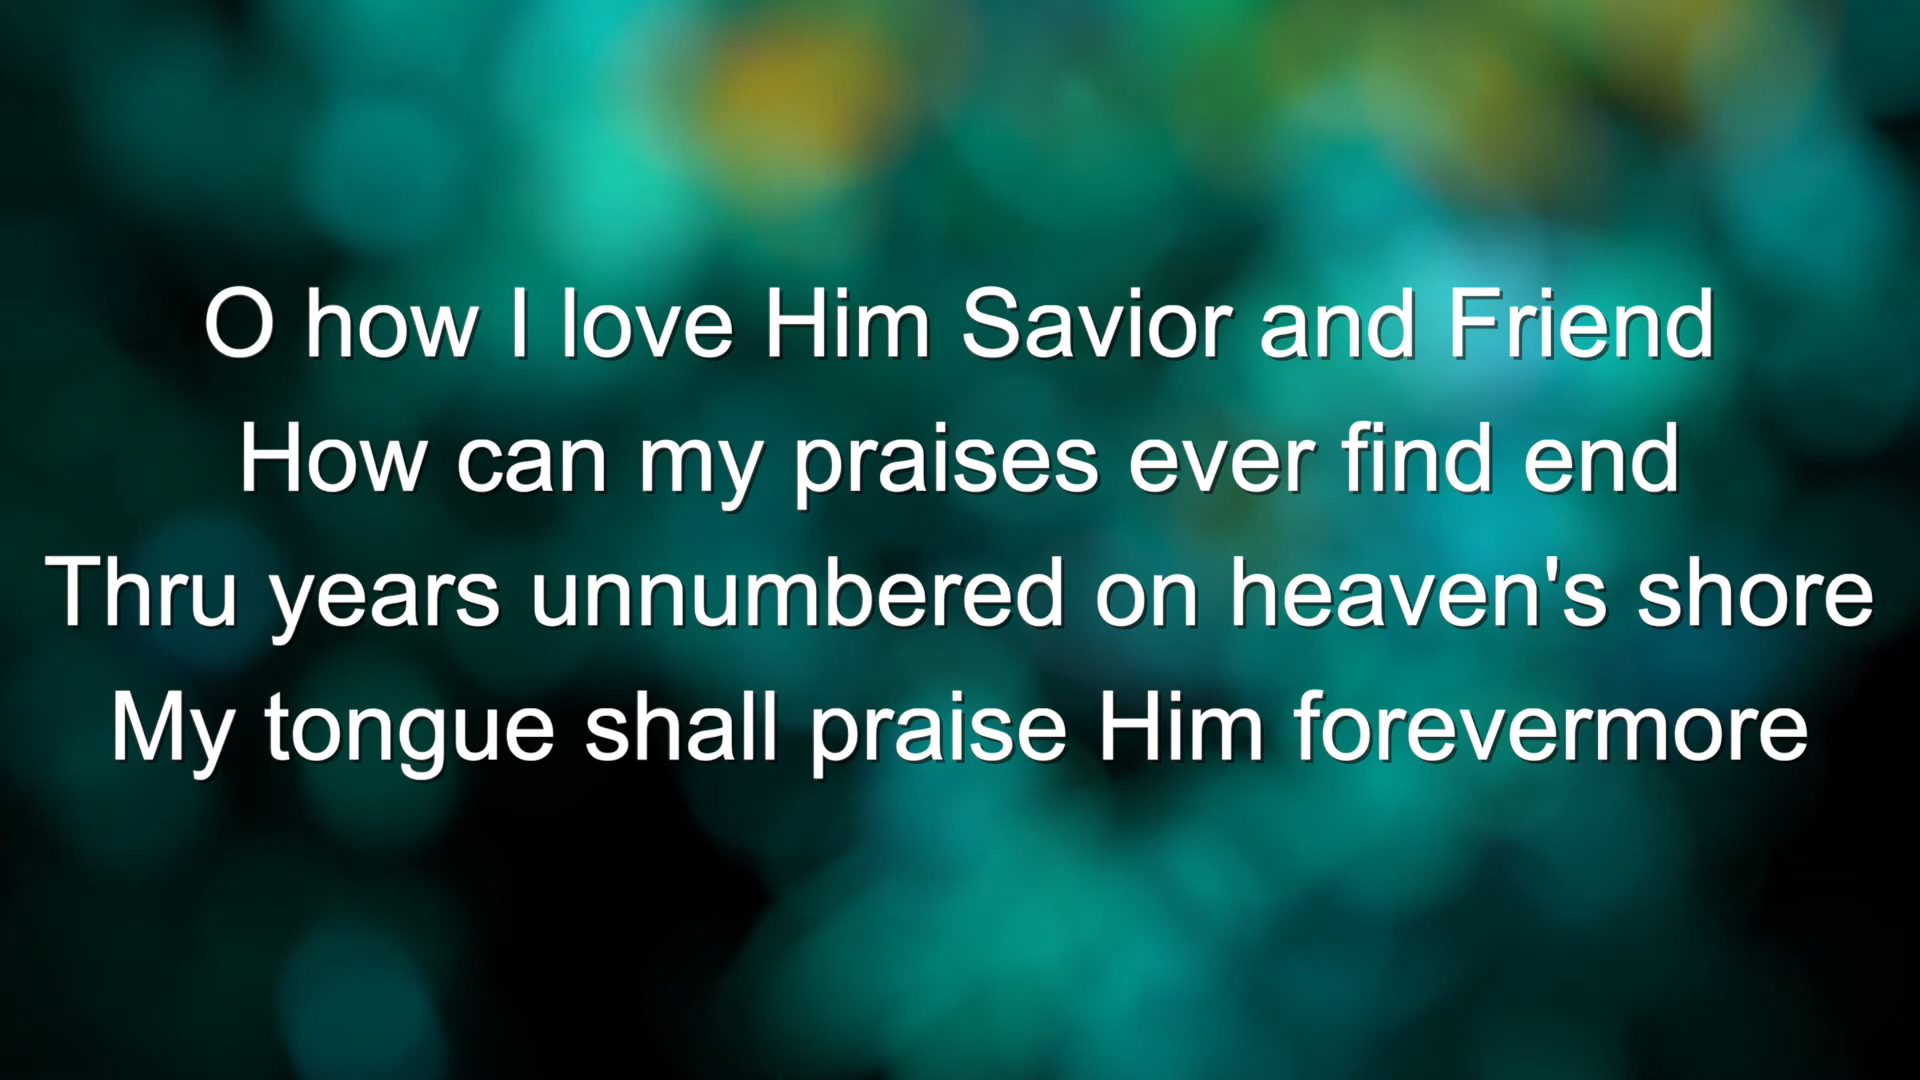 O how I love Him Savior and Friend
How can my praises ever find end
Thru years unnumbered on heaven's shore
My tongue shall praise Him forevermore